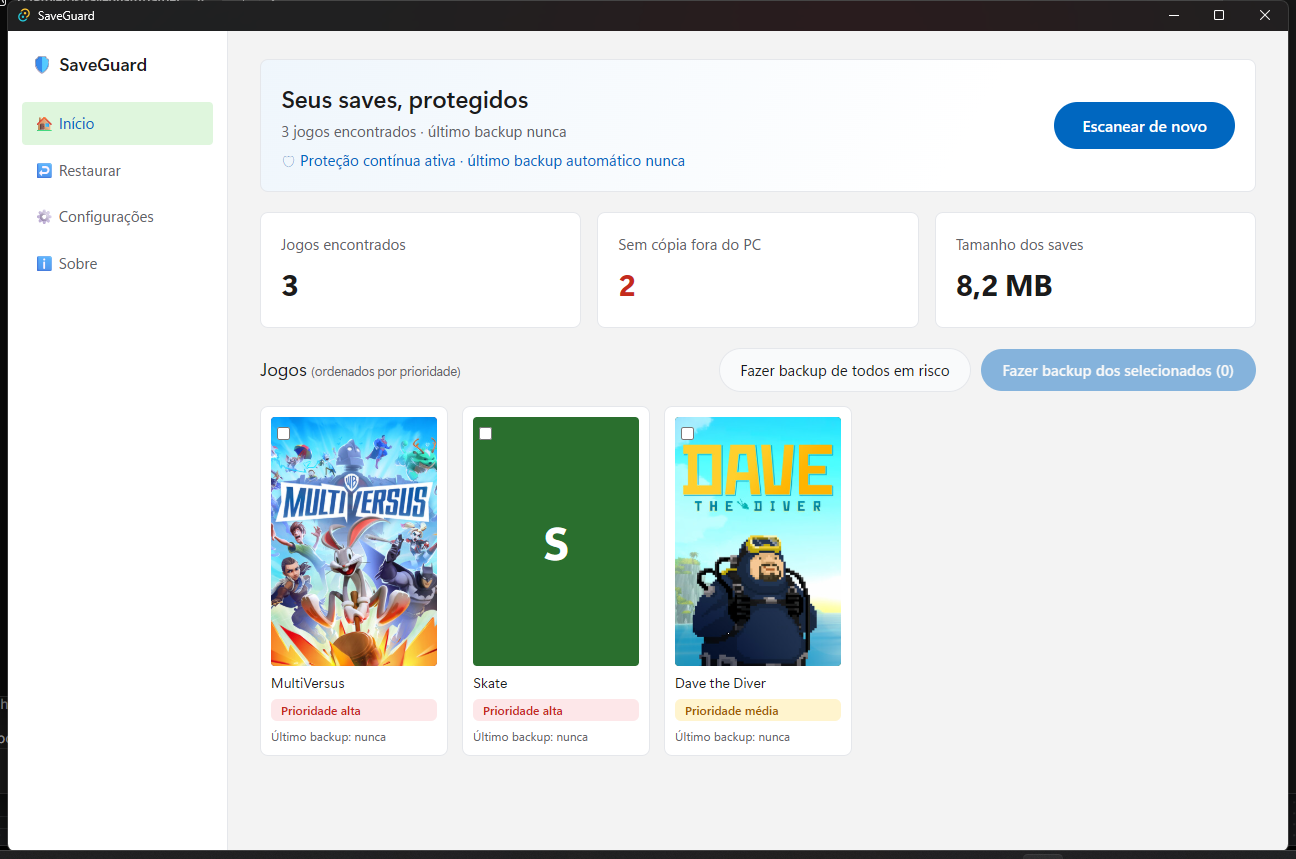 SaveGuard
SaveGuard
Início
Restaurar
Configurações
Sobre
Seus saves, protegidos
3 jogos encontrados · último backup nunca
Proteção contínua ativa · último backup automático nunca
Escanear de novo
Jogos encontrados
3
Sem cópia fora do PC
2
Tamanho dos saves
8,2 MB
Jogos (ordenados por prioridade)
Fazer backup de todos em risco
Fazer backup dos selecionados (0)
WB
MULTIVERSUS
MultiVersus
Prioridade alta
Último backup: nunca
S
Skate
Prioridade alta
Último backup: nunca
DAVE
THE DIVER
Dave the Diver
Prioridade média
Último backup: nunca